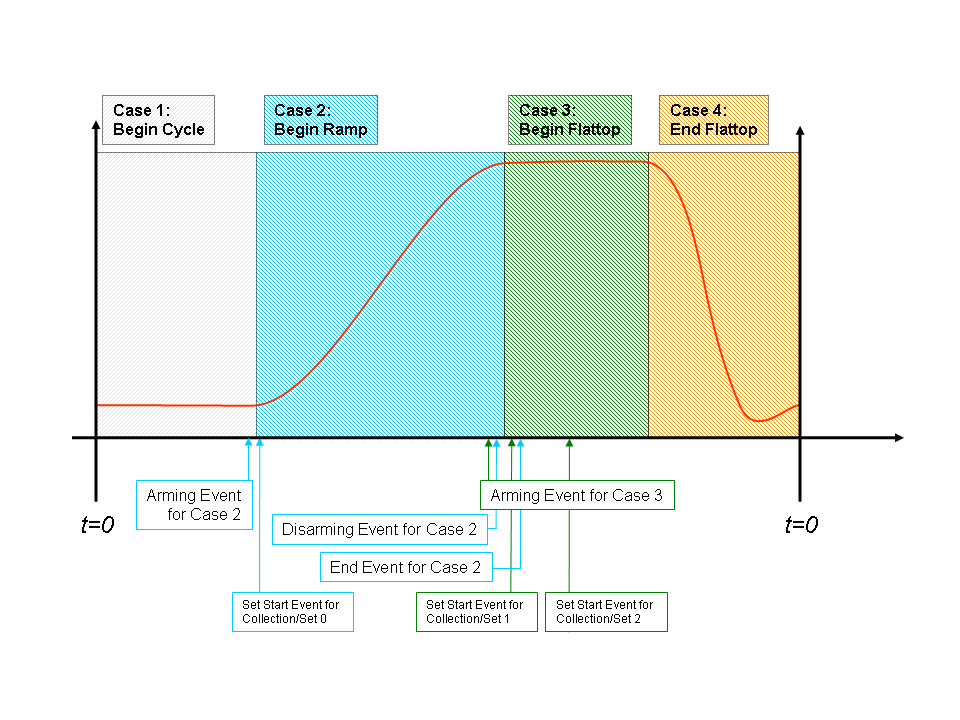 Case 1:
Begin Cycle
Case 2:
Begin Ramp
Case 3:
Begin Flattop
Case 4:
End Flattop
Arming Event
for Case 2
Arming Event for Case 3
t=0
t=0
Disarming Event for Case 2
End Event for Case 2
Set Start Event for
Collection/Set 0
Set Start Event for
Collection/Set 1
Set Start Event for
Collection/Set 2